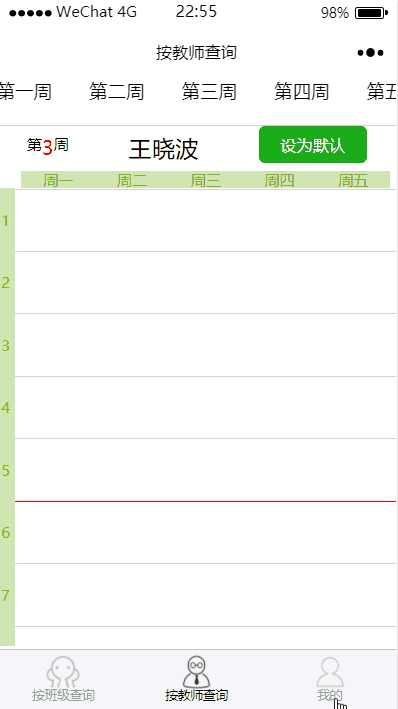 WeChat 4G 22:55 98%
按教师查询
第一周 第二周 第三周 第四周 第五
第3周 王晓波 设为默认
周一 周二 周三 周四 周五
1
2
3
4
5
6
7
按班级查询 按教师查询 我的